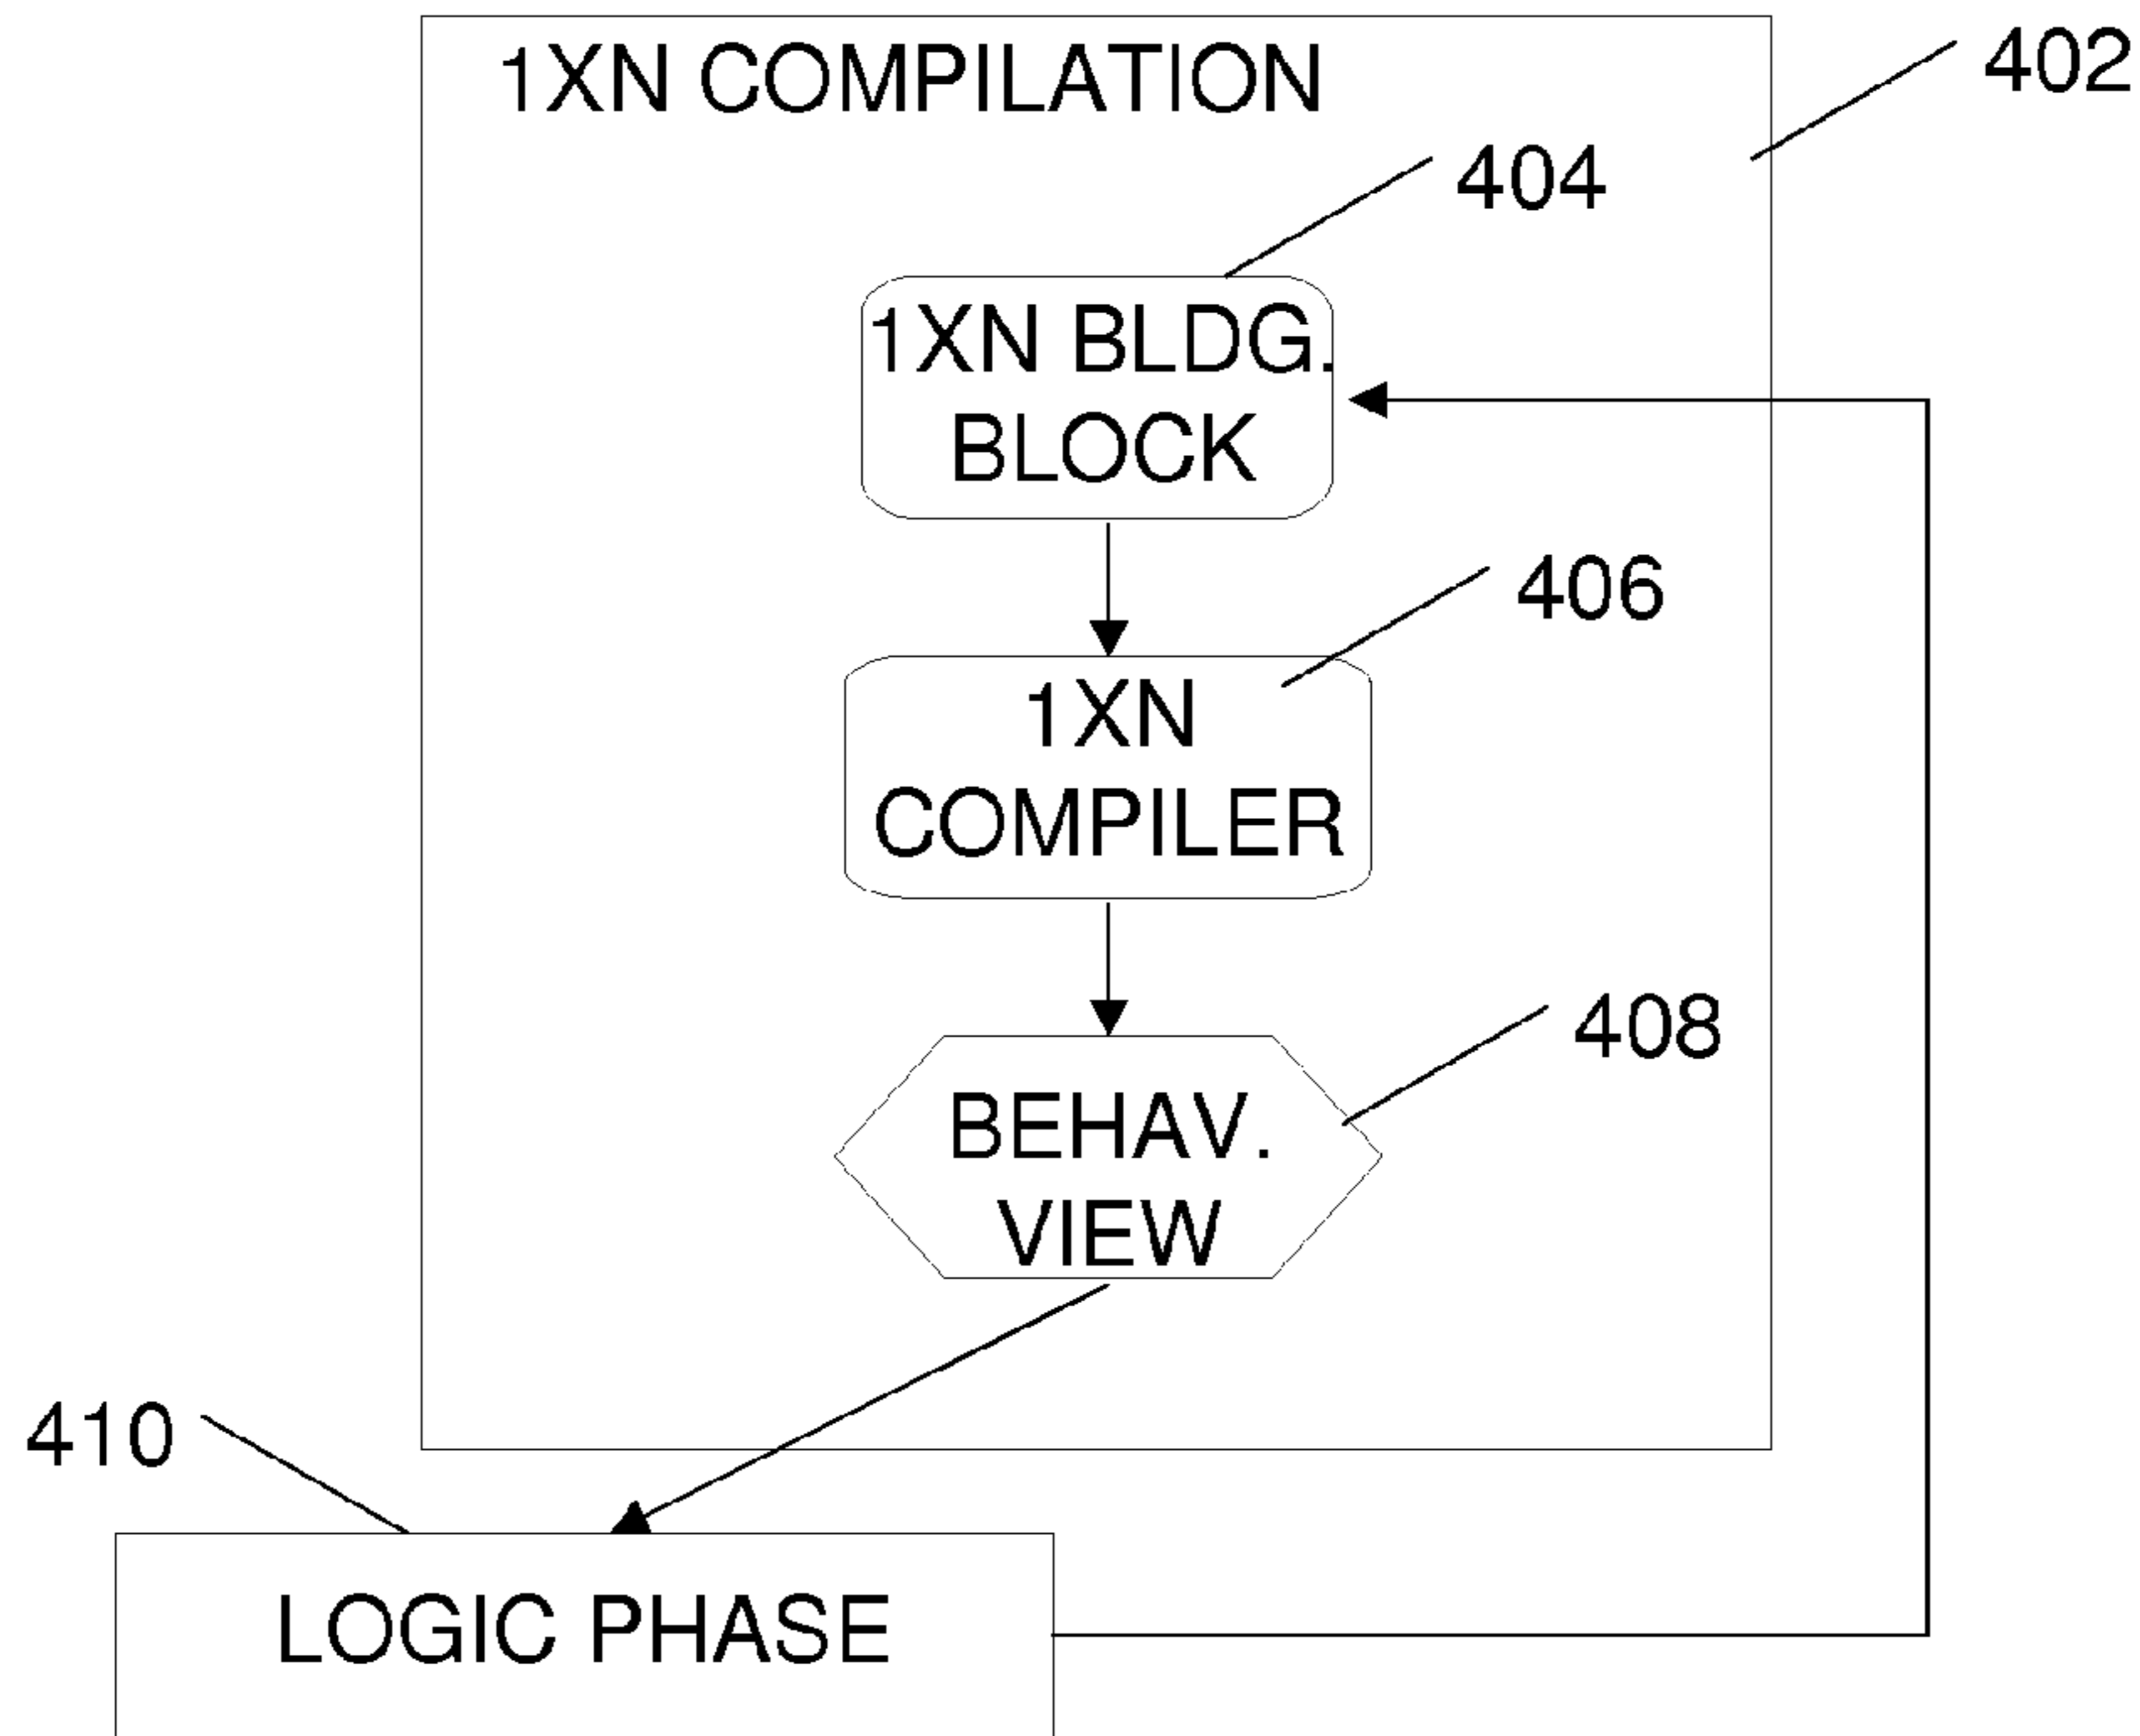 1XN COMPILATION
402
404
1XN BLDG.
BLOCK
406
1XN
COMPILER
408
BEHAV.
VIEW
410
LOGIC PHASE